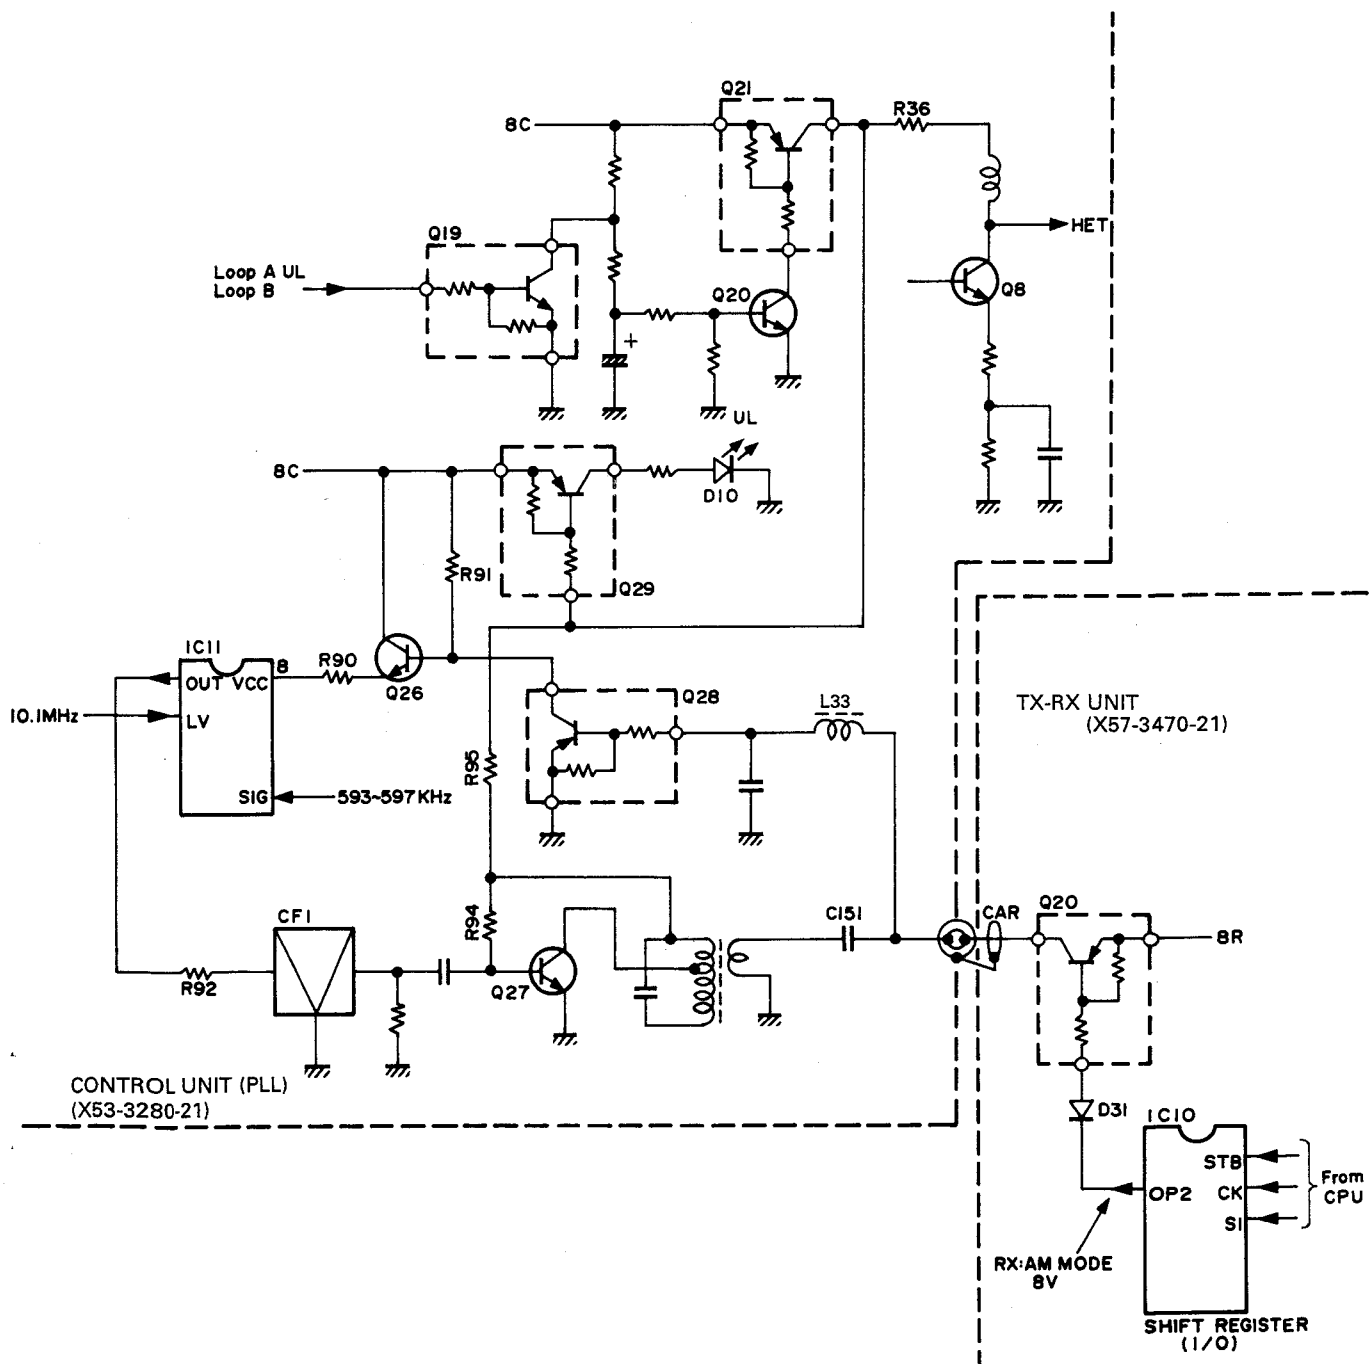 Q21
8C
R36
HET
Q19
Loop A UL
Loop B
Q20
Q8
+
UL
8C
D10
R91
Q29
IC11
OUT VCC
8
R90
Q26
10.1MHz
LV
SIG
593~597KHz
Q28
L33
TX-RX UNIT
(X57-3470-21)
R95
R94
CF1
R92
Q27
C151
CAR
Q20
8R
CONTROL UNIT (PLL)
(X53-3280-21)
D31
IC10
STB
CK
SI
OP2
From
CPU
RX:AM MODE
8V
SHIFT REGISTER
(I/O)